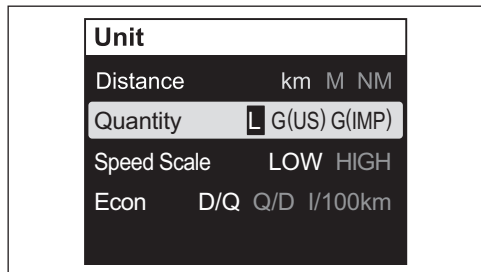 Unit
Distance km M NM
Quantity L G(US) G(IMP)
Speed Scale LOW HIGH
Econ D/Q Q/D l/100km